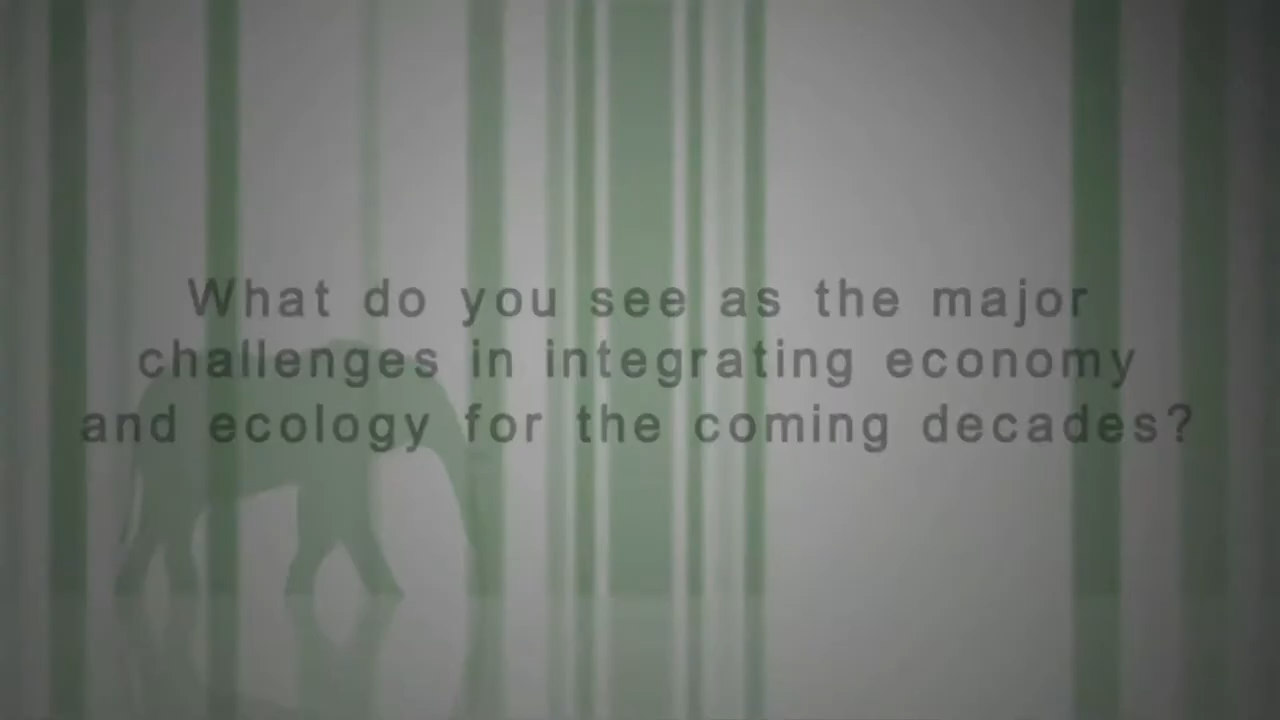 What do you see as the major
challenges in integrating economy
and ecology for the coming decades?